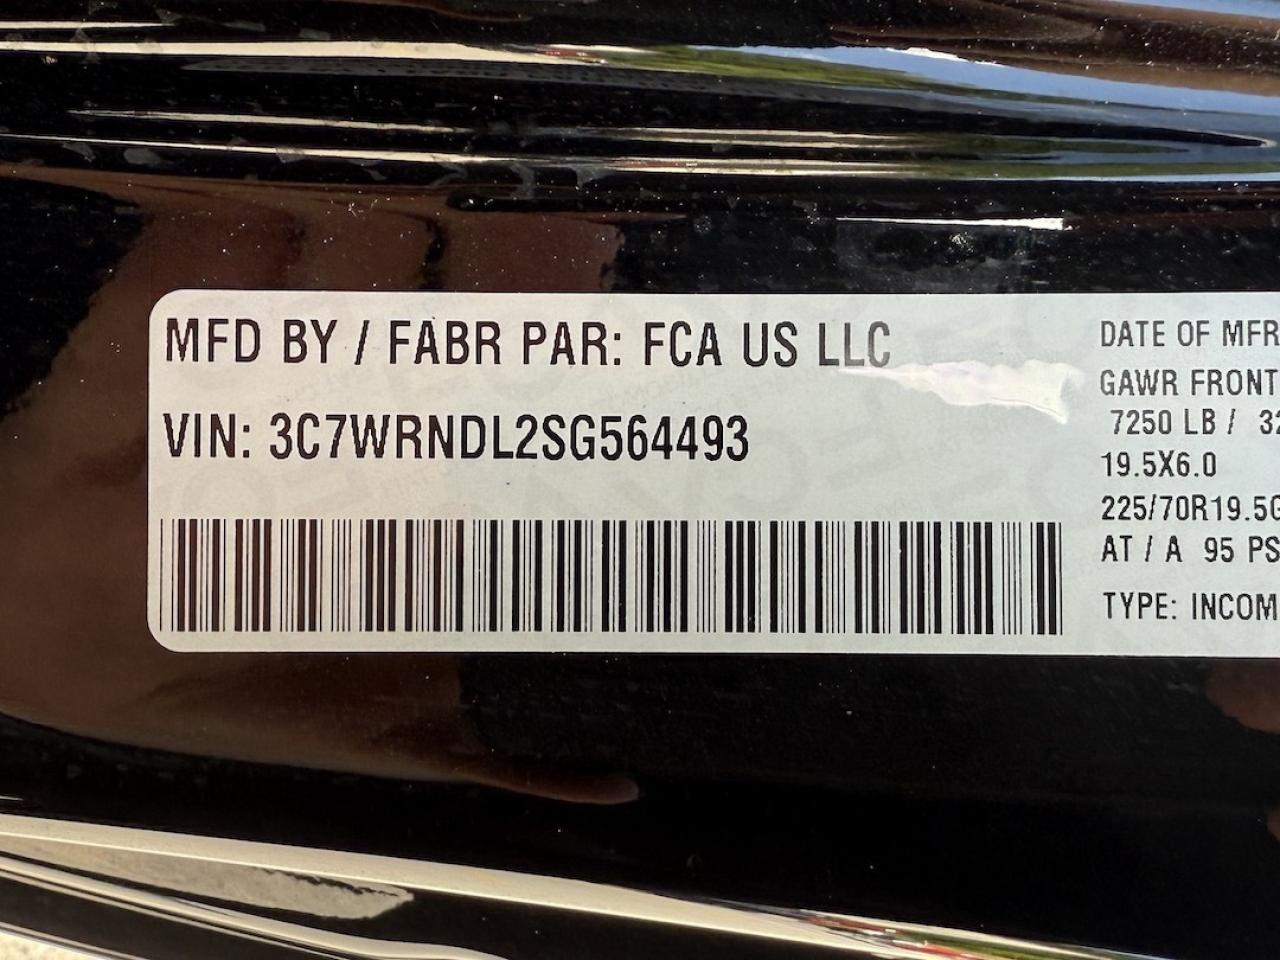 MFD BY / FABR PAR: FCA US LLC
VIN: 3C7WRNDL2SG564493
DATE OF MFR
GAWR FRONT
7250 LB / 32
19.5X6.0
225/70R19.5G
AT / A 95 PS
TYPE: INCOM